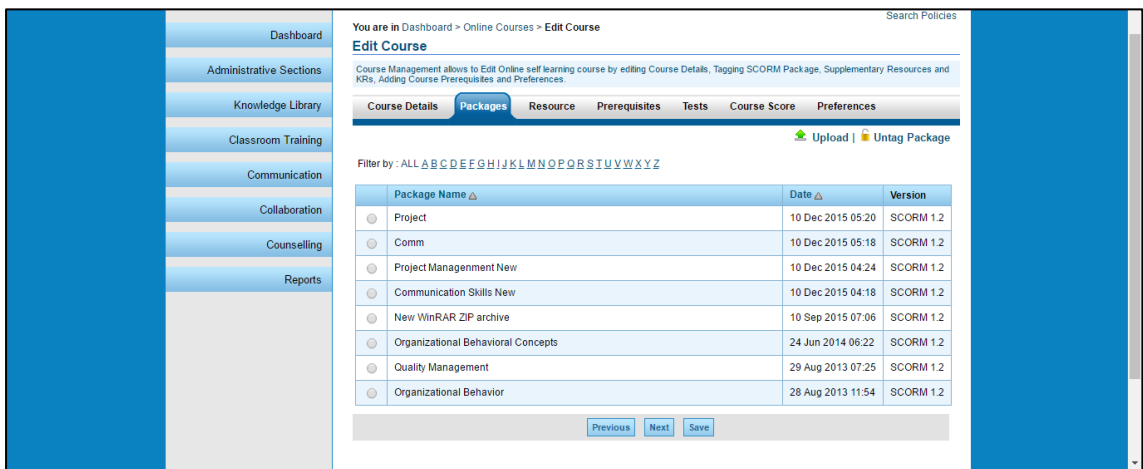 Search Policies
Dashboard
Administrative Sections
Knowledge Library
Classroom Training
Communication
Collaboration
Counselling
Reports
You are in Dashboard > Online Courses > Edit Course
Edit Course
Course Management allows to Edit Online self learning course by editing Course Details, Tagging SCORM Package, Supplementary Resources and
KRs, Adding Course Prerequisites and Preferences.
Course Details Packages Resource Prerequisites Tests Course Score Preferences
Upload | Untag Package
Filter by : ALL A B C D E F G H I J K L M N O P Q R S T U V W X Y Z
Package Name Date Version
Project 10 Dec 2015 05:20 SCORM 1.2
Comm 10 Dec 2015 05:18 SCORM 1.2
Project Managenment New 10 Dec 2015 04:24 SCORM 1.2
Communication Skills New 10 Dec 2015 04:18 SCORM 1.2
New WinRAR ZIP archive 10 Sep 2015 07:06 SCORM 1.2
Organizational Behavioral Concepts 24 Jun 2014 06:22 SCORM 1.2
Quality Management 29 Aug 2013 07:25 SCORM 1.2
Organizational Behavior 28 Aug 2013 11:54 SCORM 1.2
Previous Next Save